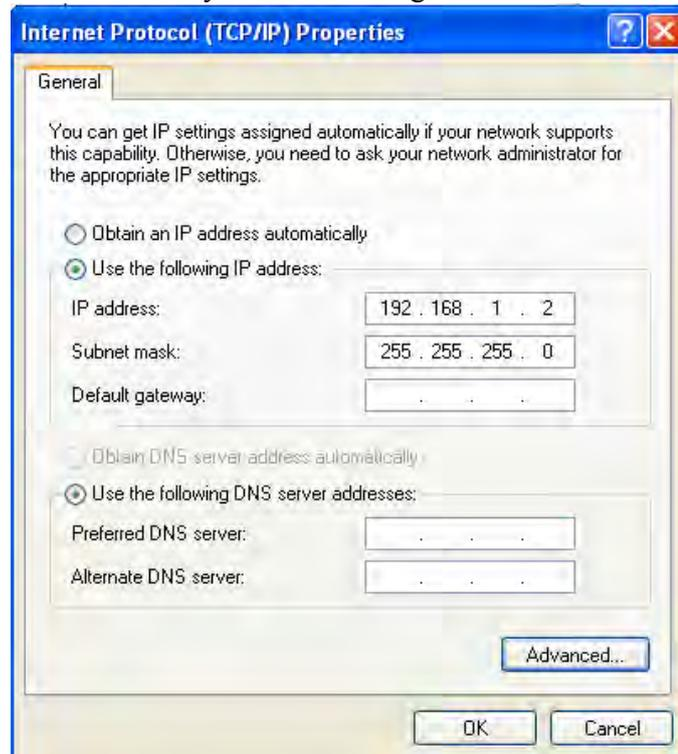 Internet Protocol (TCP/IP) Properties
General
You can get IP settings assigned automatically if your network supports
this capability. Otherwise, you need to ask your network administrator for
the appropriate IP settings.
Obtain an IP address automatically
Use the following IP address:
IP address: 192 . 168 . 1 . 2
Subnet mask: 255 . 255 . 255 . 0
Default gateway: . . .
Obtain DNS server address automatically
Use the following DNS server addresses:
Preferred DNS server: . . .
Alternate DNS server: . . .
Advanced...
OK Cancel